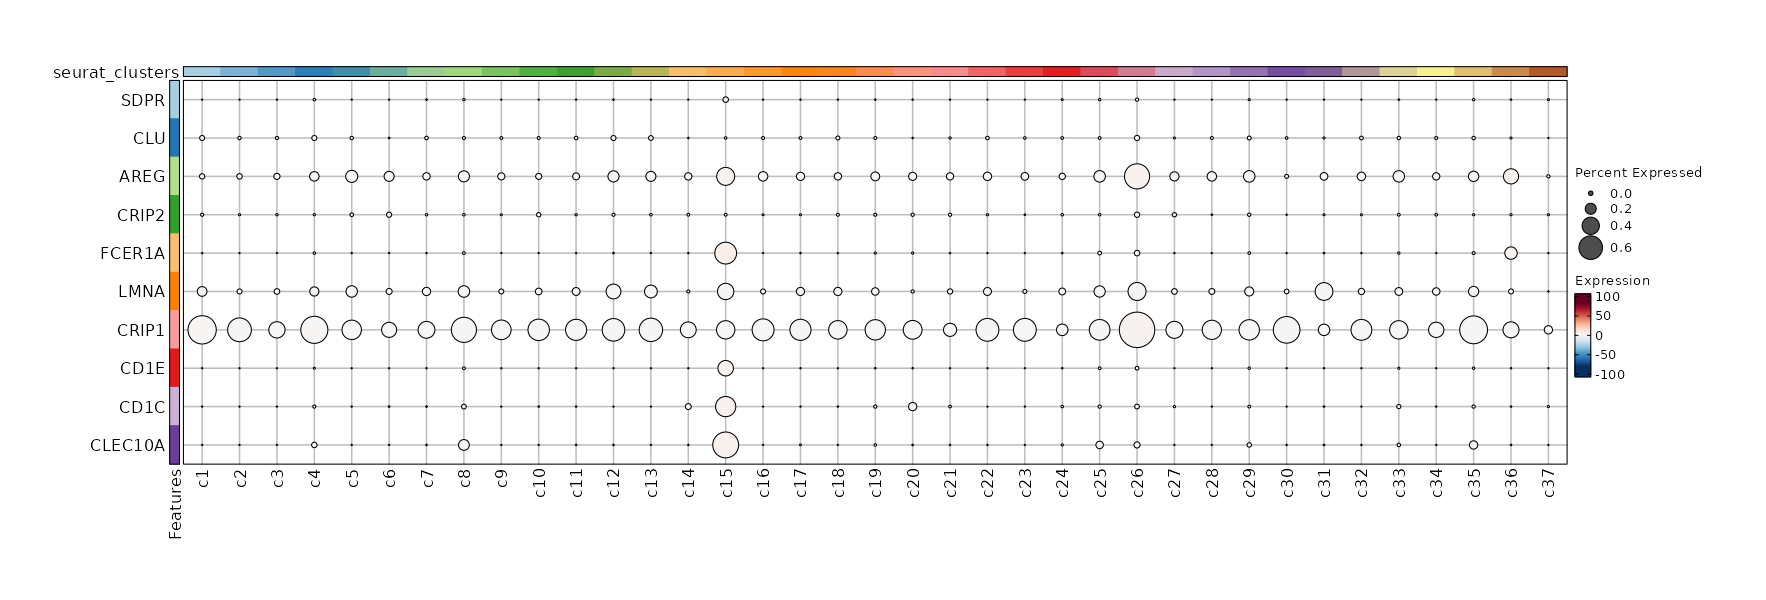 seurat_clusters
SDPR
CLU
AREG
CRIP2
FCER1A
LMNA
CRIP1
CD1E
CD1C
CLEC10A
Features
c1 c2 c3 c4 c5 c6 c7 c8 c9 c10 c11 c12 c13 c14 c15 c16 c17 c18 c19 c20 c21 c22 c23 c24 c25 c26 c27 c28 c29 c30 c31 c32 c33 c34 c35 c36 c37
Percent Expressed
0.0
0.2
0.4
0.6
Expression
100
50
0
-50
-100